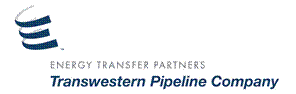 ENERGY TRANSFER PARTNERS
Transwestern Pipeline Company